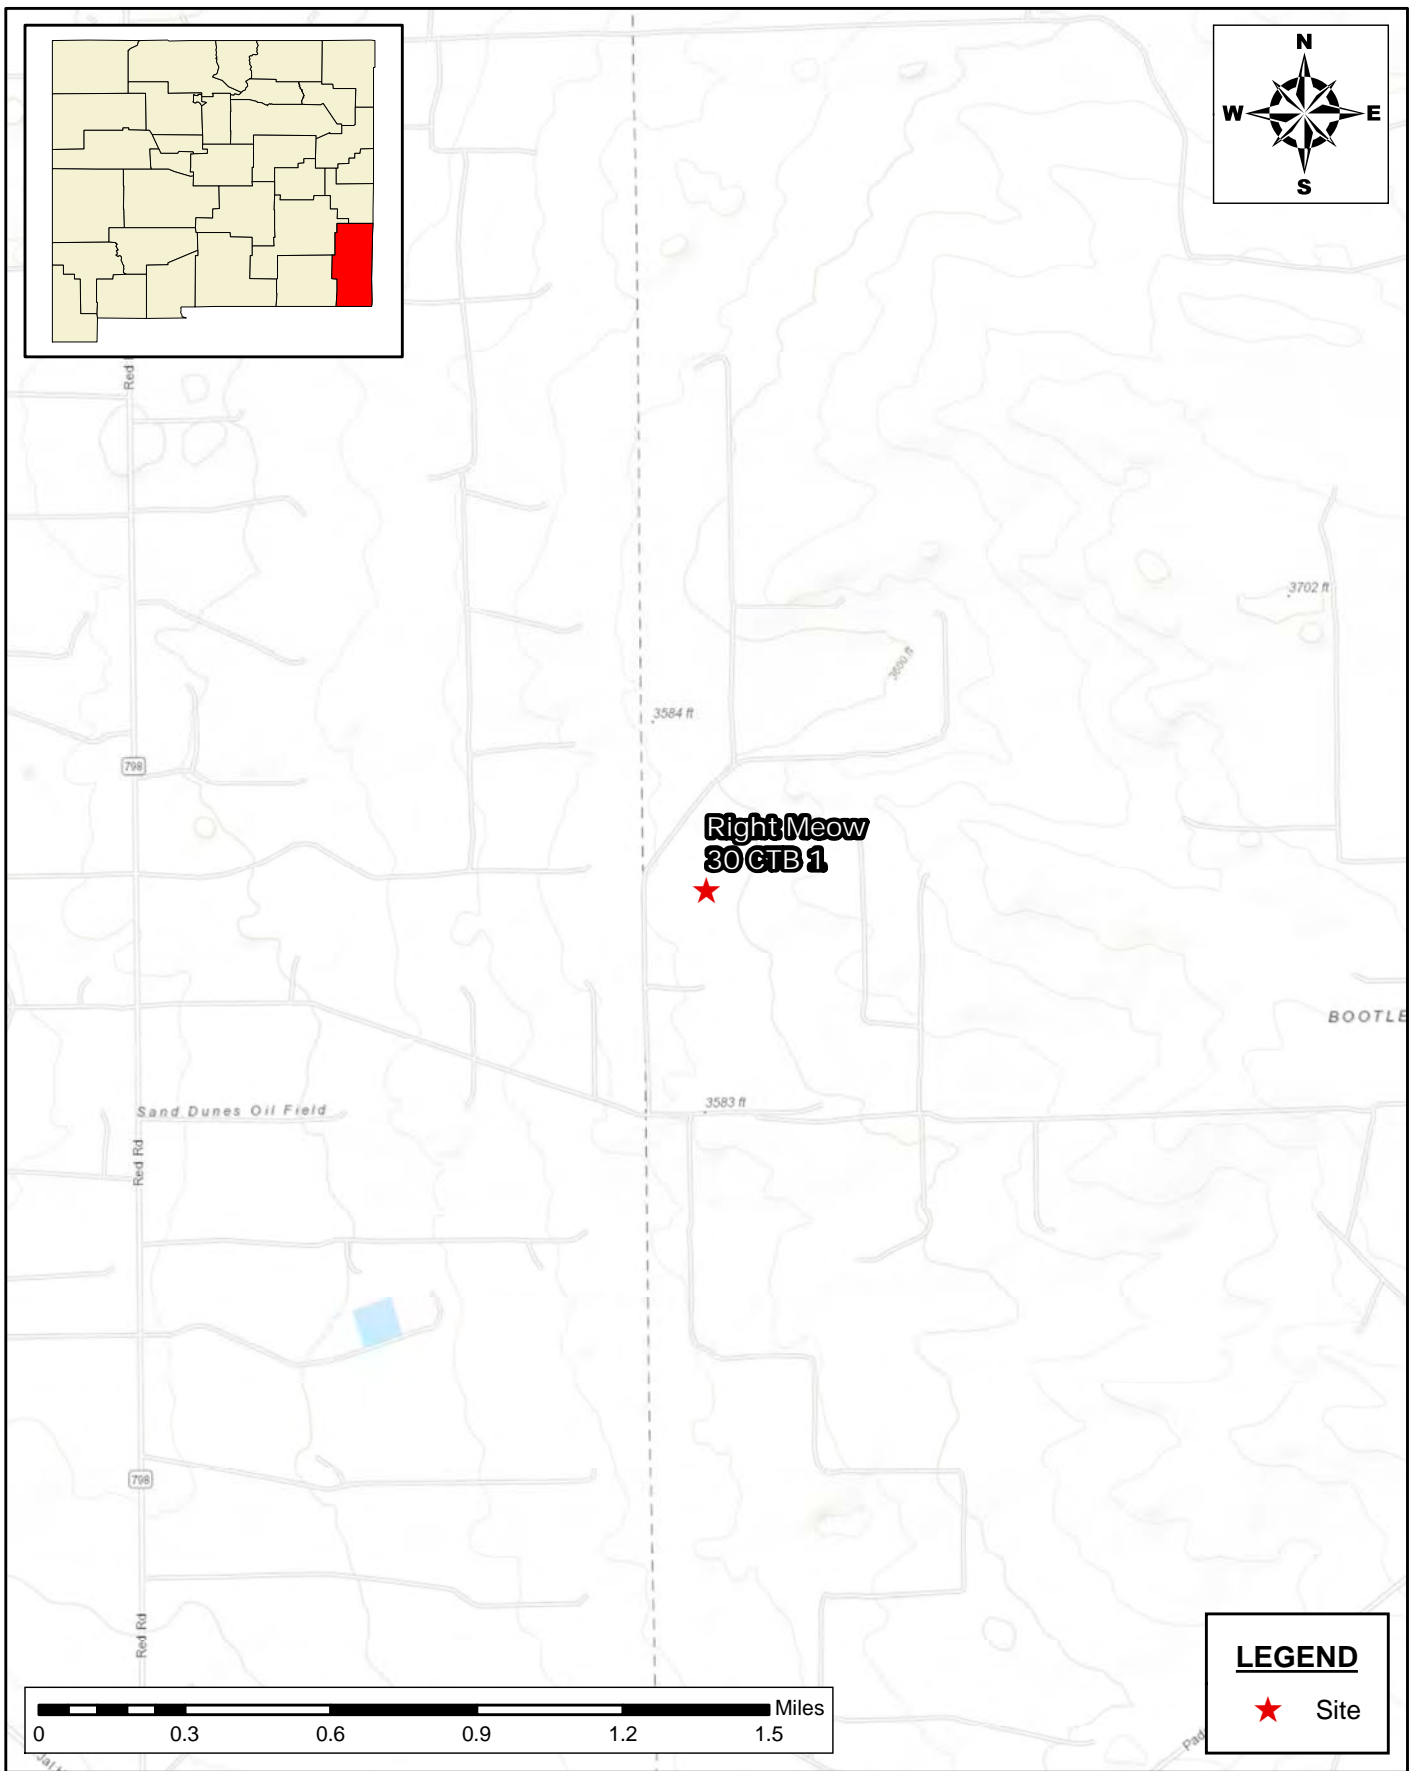 N
W E
S
Red
3702 ft
3600 ft
3584 ft
798
Right Meow
30 CTB 1
BOOTLE
3583 ft
Sand Dunes Oil Field
Red Rd
798
Red Rd
LEGEND
Site
Miles
0 0.3 0.6 0.9 1.2 1.5
Jal
Pad